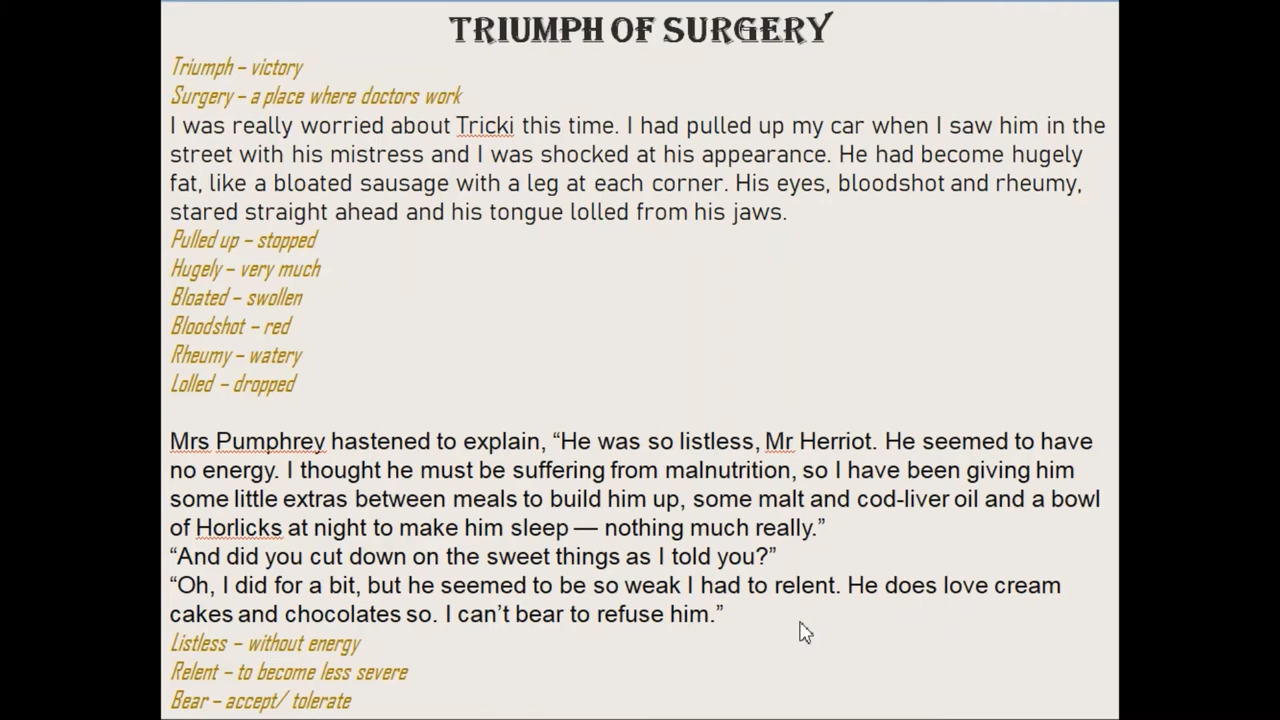 TRIUMPH OF SURGERY
Triumph – victory
Surgery – a place where doctors work
I was really worried about Tricki this time. I had pulled up my car when I saw him in the
street with his mistress and I was shocked at his appearance. He had become hugely
fat, like a bloated sausage with a leg at each corner. His eyes, bloodshot and rheumy,
stared straight ahead and his tongue lolled from his jaws.
Pulled up – stopped
Hugely – very much
Bloated – swollen
Bloodshot – red
Rheumy – watery
Lolled – dropped
Mrs Pumphrey hastened to explain, “He was so listless, Mr Herriot. He seemed to have
no energy. I thought he must be suffering from malnutrition, so I have been giving him
some little extras between meals to build him up, some malt and cod-liver oil and a bowl
of Horlicks at night to make him sleep — nothing much really.”
“And did you cut down on the sweet things as I told you?”
“Oh, I did for a bit, but he seemed to be so weak I had to relent. He does love cream
cakes and chocolates so. I can’t bear to refuse him.”
Listless – without energy
Relent – to become less severe
Bear – accept/ tolerate